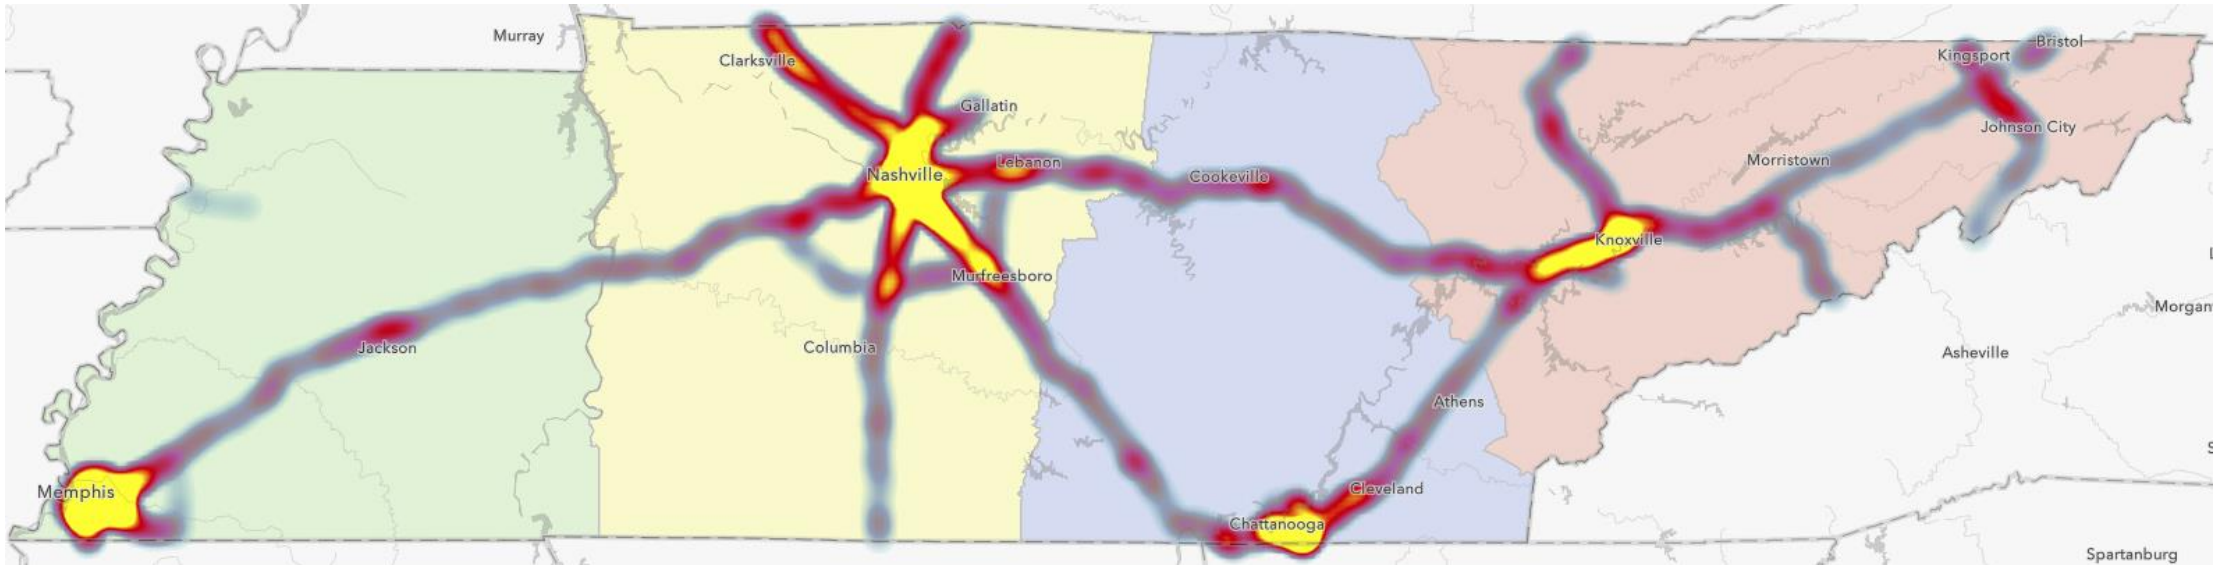 Murray
Clarksville
Kingsport
Bristol
Gallatin
Johnson City
Lebanon
Morristown
Nashville
Cookeville
Knoxville
Murfreesboro
Jackson
Columbia
Asheville
Athens
Memphis
Cleveland
Chattanooga
Spartanburg